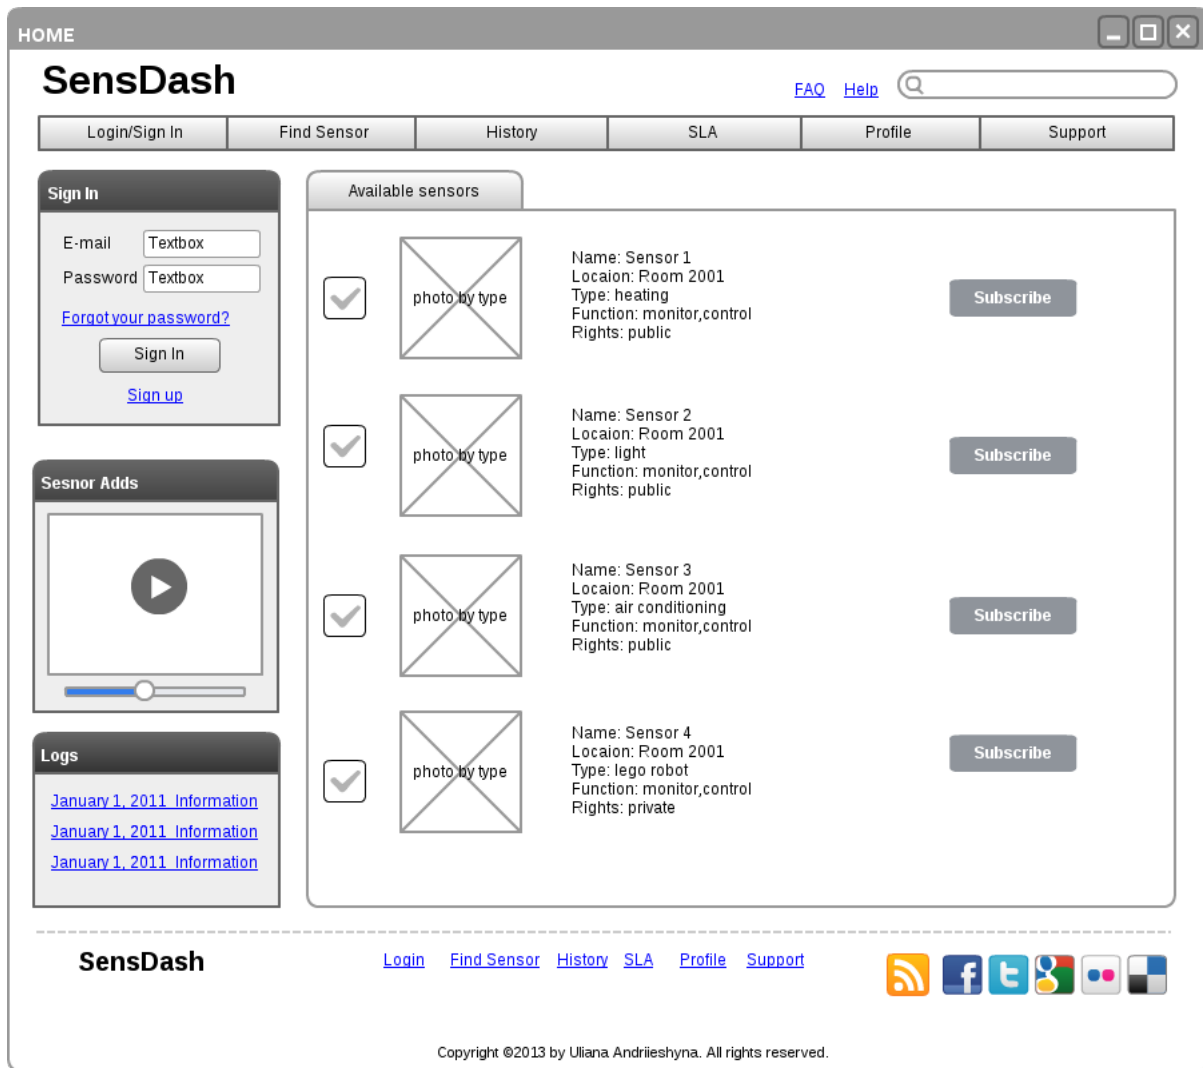 HOME
SensDash
FAQ Help
Login/Sign In Find Sensor History SLA Profile Support
Sign In
E-mail Textbox
Password Textbox
Forgot your password?
Sign In
Sign up
Sesnor Adds
Logs
January 1, 2011 Information
January 1, 2011 Information
January 1, 2011 Information
Available sensors
photo by type
Name: Sensor 1
Locaion: Room 2001
Type: heating
Function: monitor,control
Rights: public
Subscribe
photo by type
Name: Sensor 2
Locaion: Room 2001
Type: light
Function: monitor,control
Rights: public
Subscribe
photo by type
Name: Sensor 3
Locaion: Room 2001
Type: air conditioning
Function: monitor,control
Rights: public
Subscribe
photo by type
Name: Sensor 4
Locaion: Room 2001
Type: lego robot
Function: monitor,control
Rights: private
Subscribe
SensDash
Login Find Sensor History SLA Profile Support
Copyright ©2013 by Uliana Andriieshyna. All rights reserved.